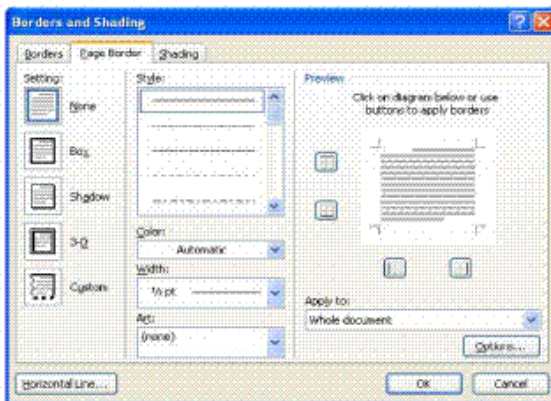 Borders and Shading
Borders Page Border Shading
Setting:
None
Box
Shadow
3-D
Custom
Style:
Color:
Automatic
Width:
½ pt
Art:
(none)
Preview
Click on diagram below or use
buttons to apply borders
Apply to:
Whole document
Options...
Horizontal Line...
OK
Cancel